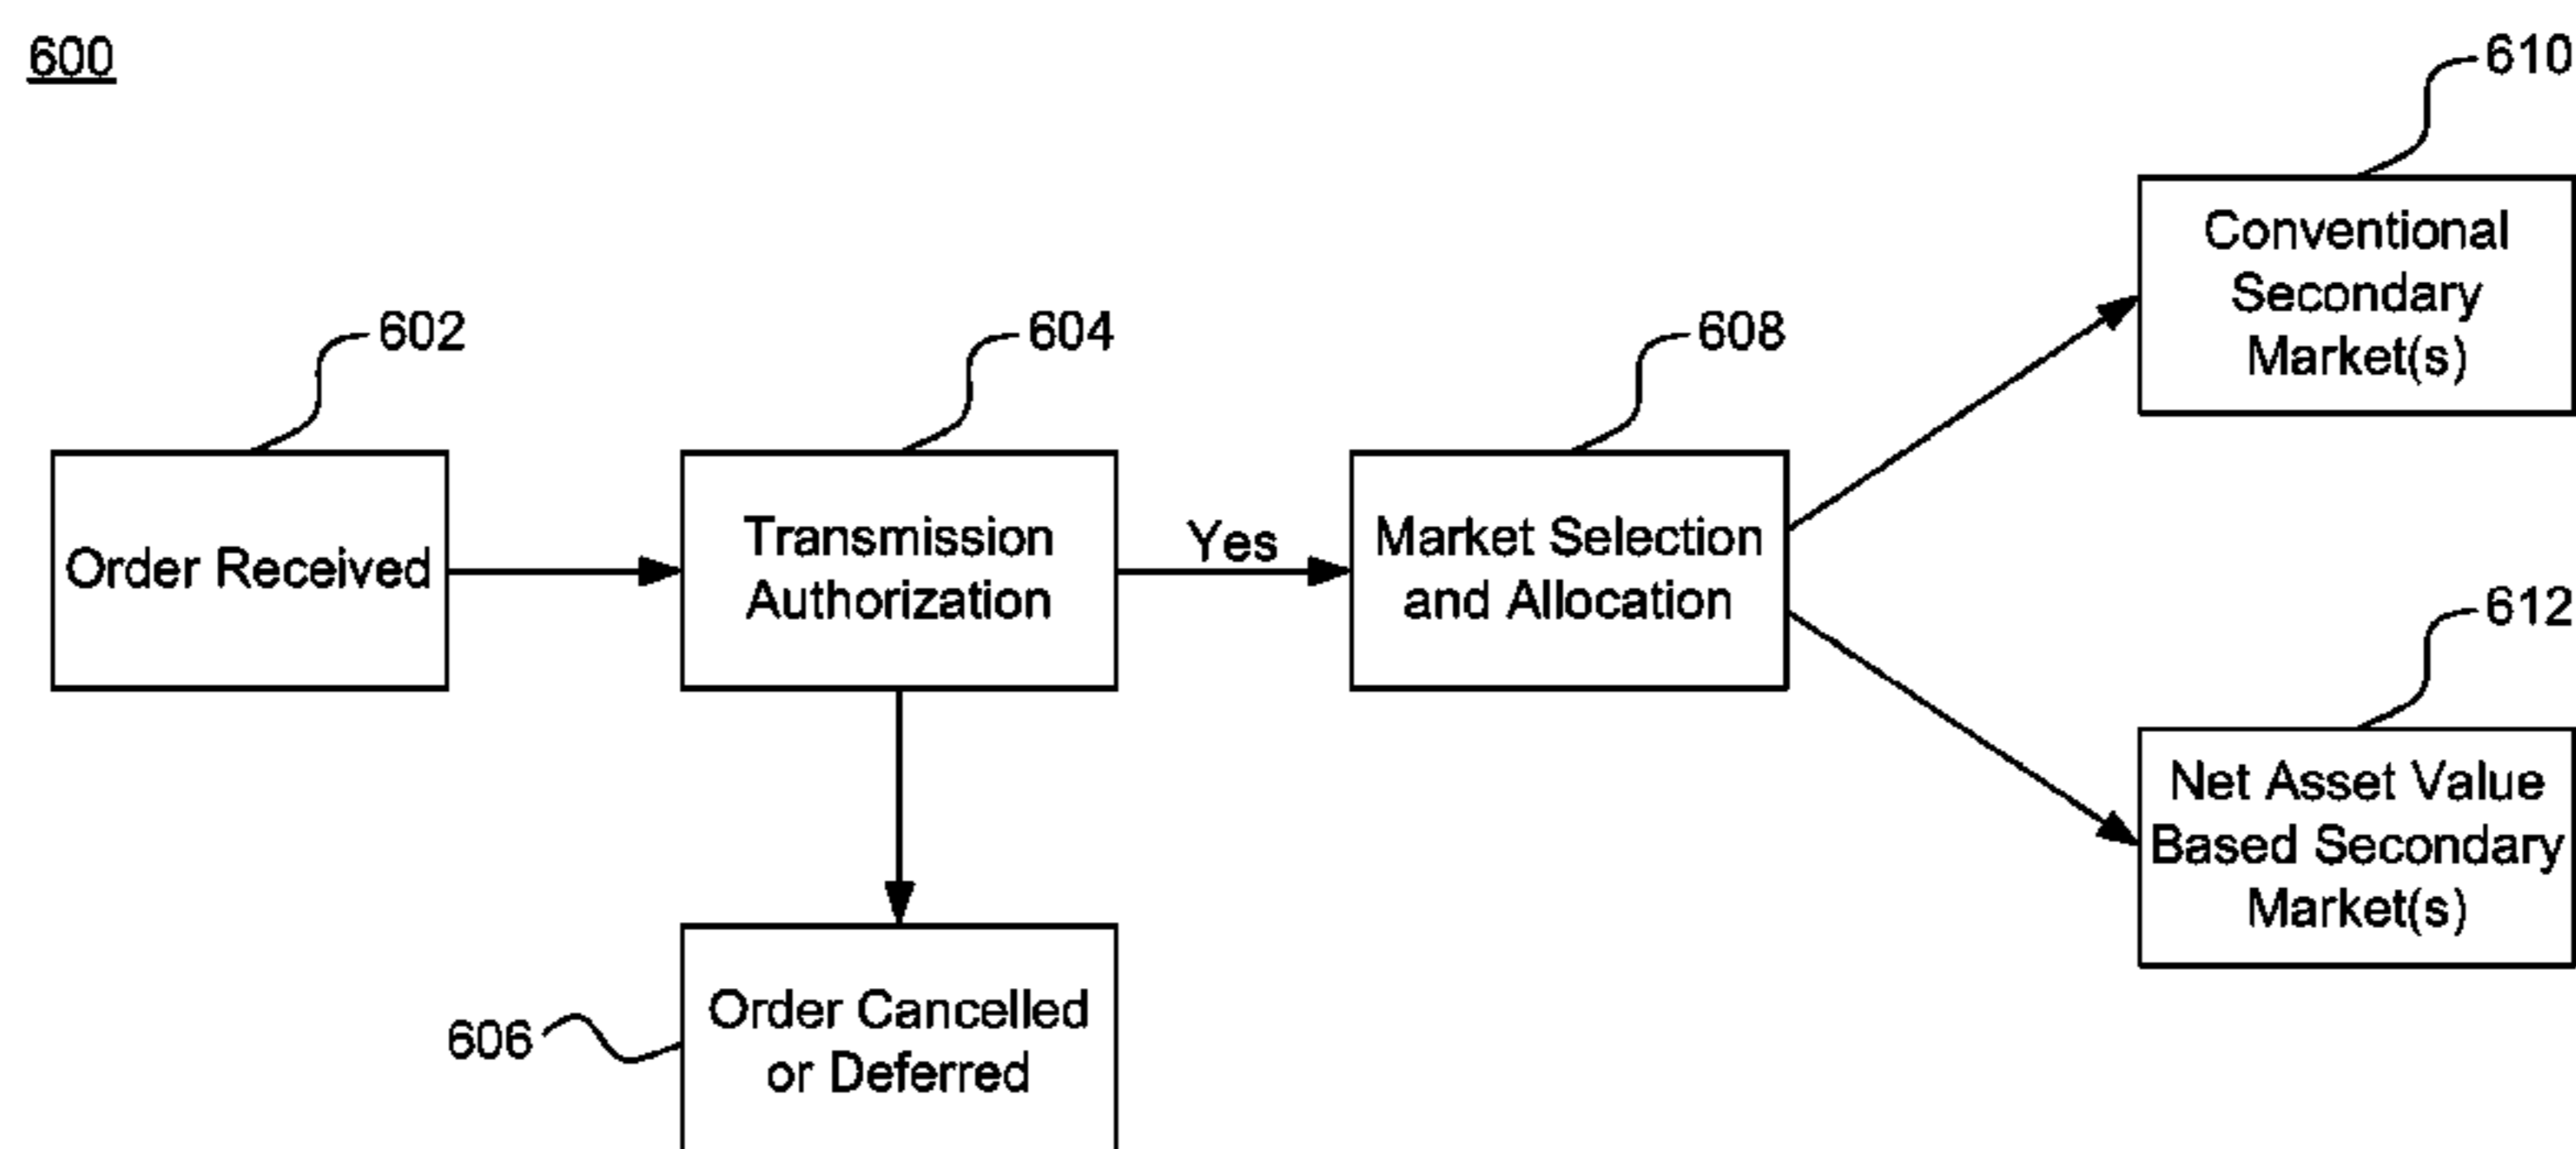 600
610
Conventional
Secondary
Market(s)
602
604
608
Order Received
Transmission
Authorization
Yes
Market Selection
and Allocation
612
Net Asset Value
Based Secondary
Market(s)
606
Order Cancelled
or Deferred